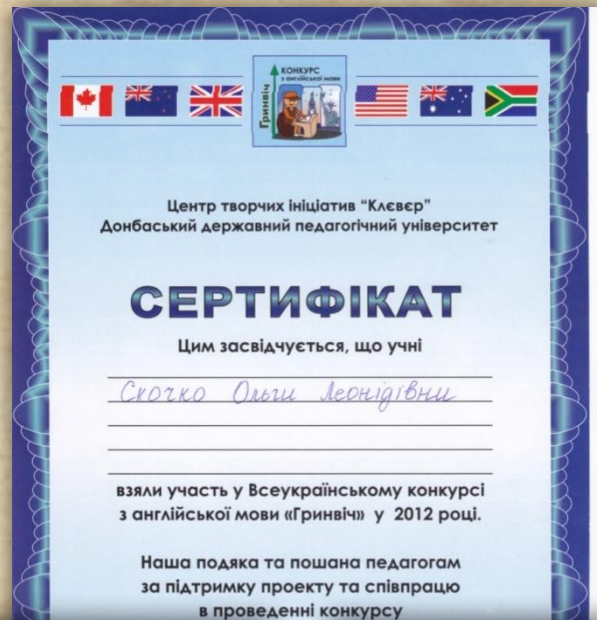 КОНКУРС
з англійської мови
Гринвіч
Центр творчих ініціатив "Клєвєр"
Донбаський державний педагогічний університет
СЕРТИФІКАТ
Цим засвідчується, що учні
Скочко Ольги Леонідівни
взяли участь у Всеукраїнському конкурсі
з англійської мови «Гринвіч» у 2012 році.
Наша подяка та пошана педагогам
за підтримку проекту та співпрацю
в проведенні конкурсу